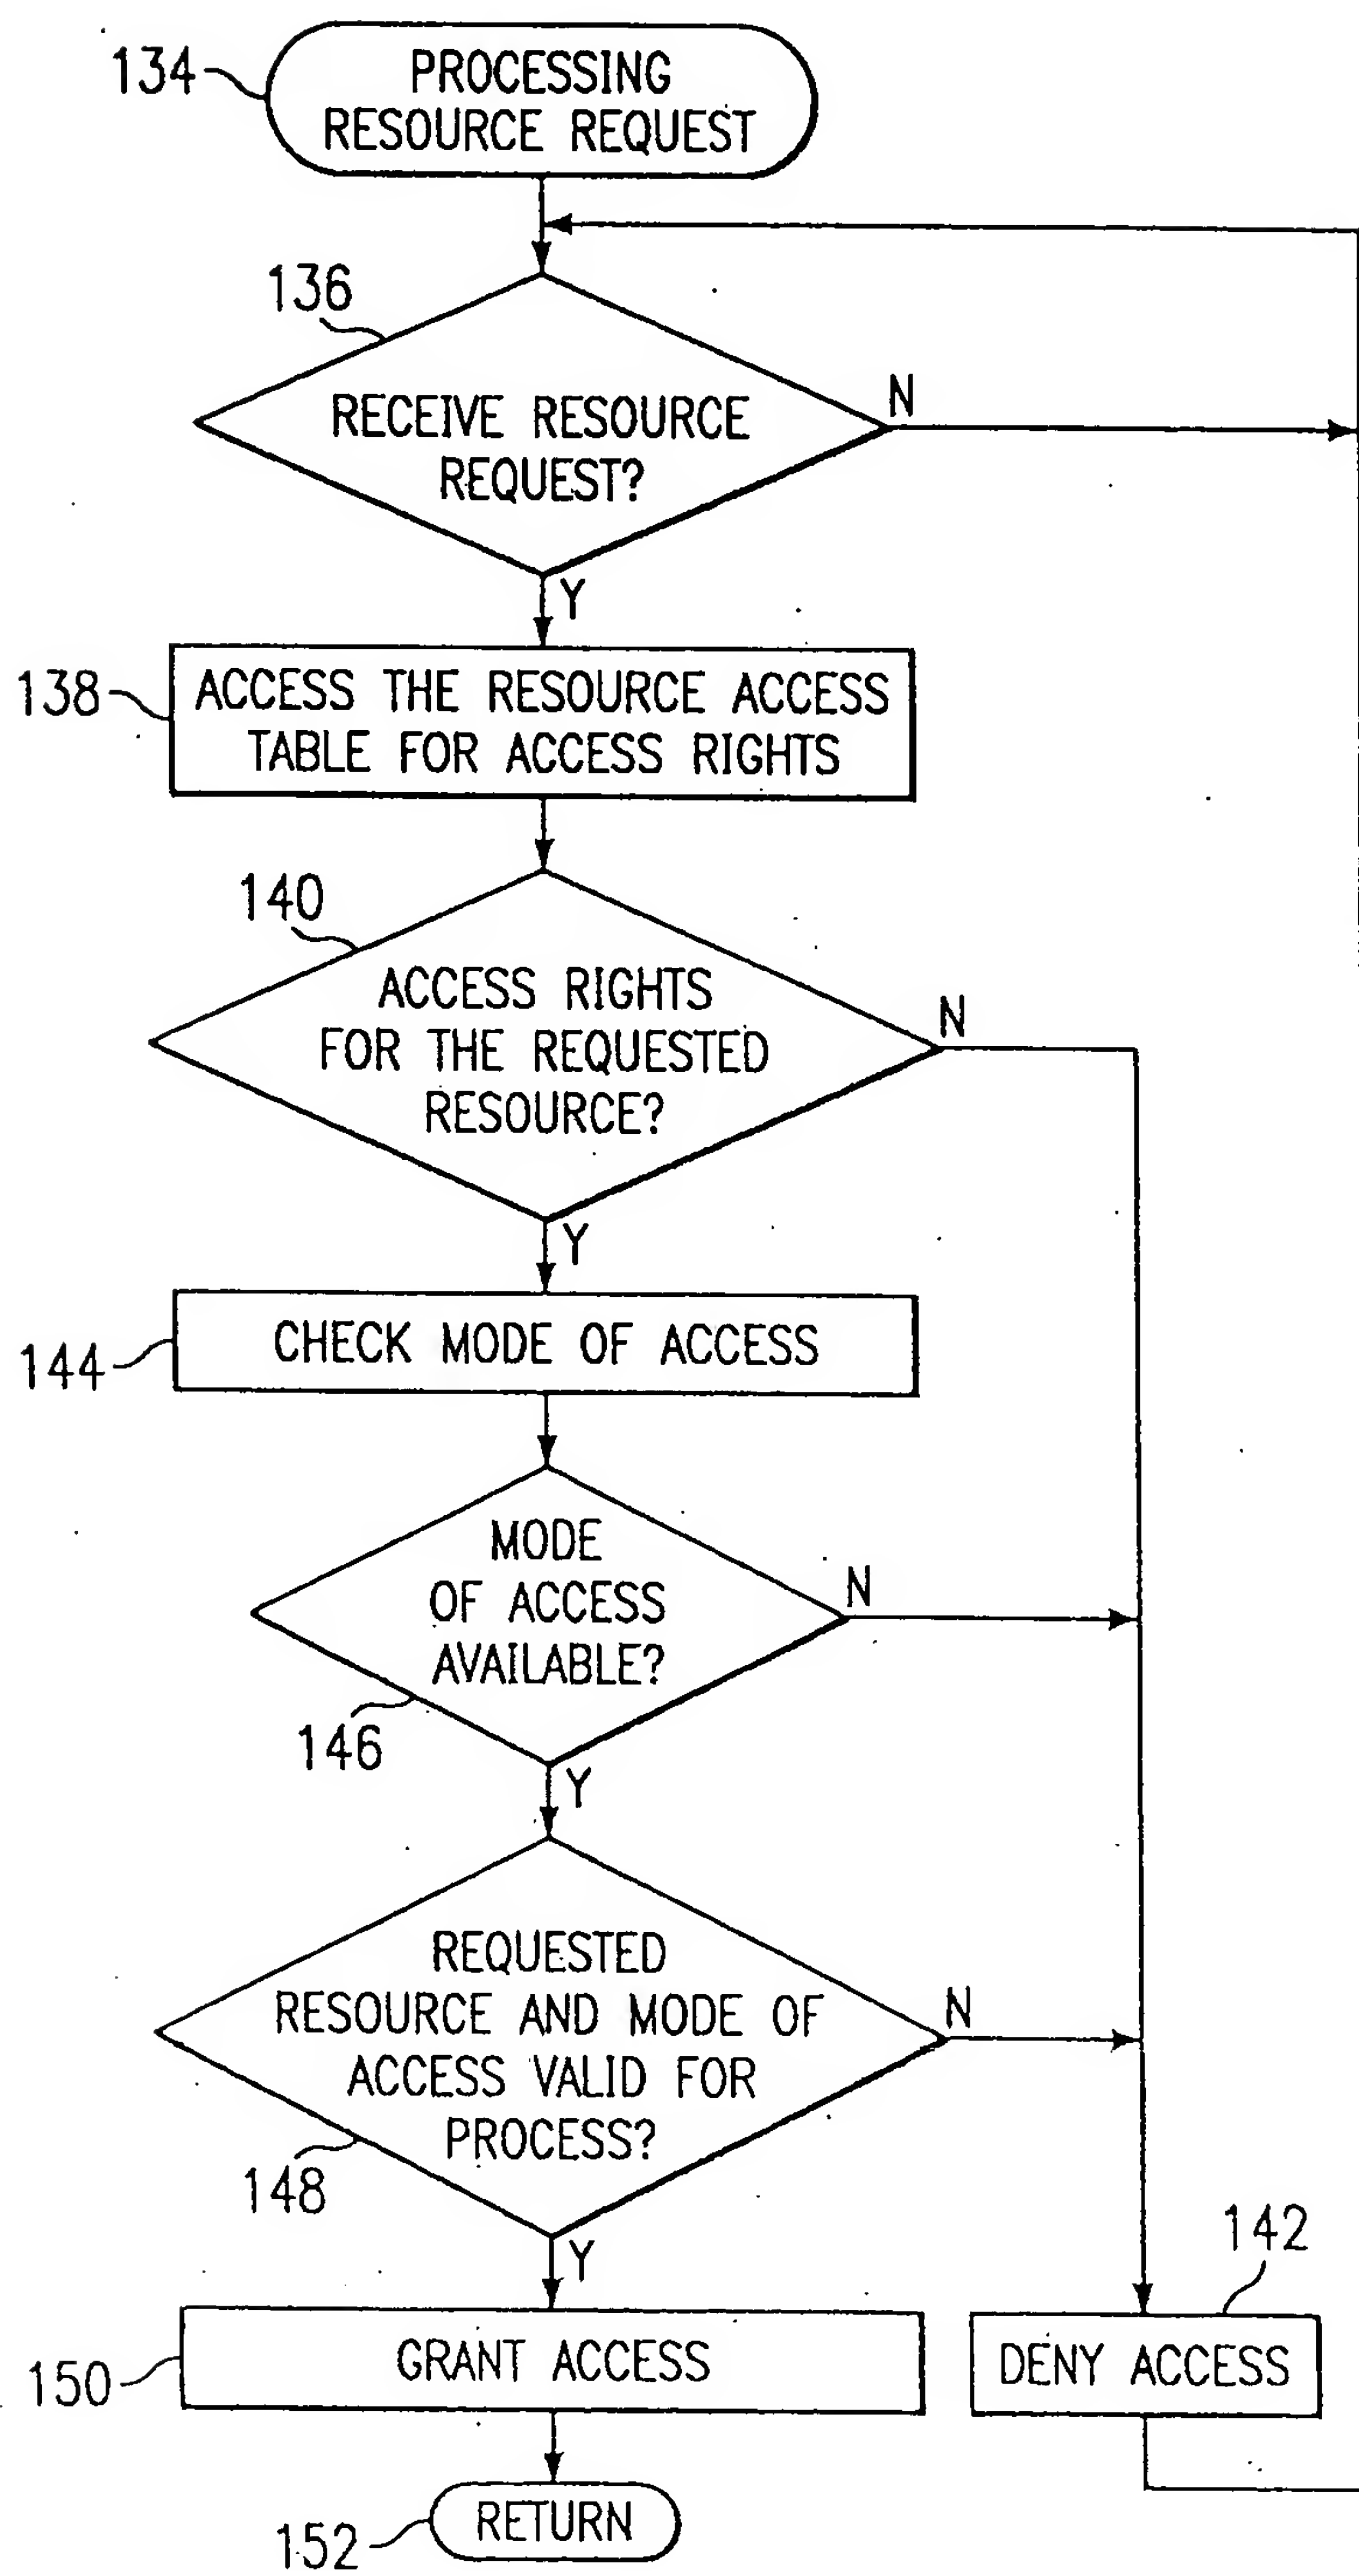 134
PROCESSING
RESOURCE REQUEST
136
RECEIVE RESOURCE
REQUEST?
N
Y
138
ACCESS THE RESOURCE ACCESS
TABLE FOR ACCESS RIGHTS
140
ACCESS RIGHTS
FOR THE REQUESTED
RESOURCE?
N
Y
144
CHECK MODE OF ACCESS
MODE
OF ACCESS
AVAILABLE?
N
146
Y
REQUESTED
RESOURCE AND MODE OF
ACCESS VALID FOR
PROCESS?
N
148
Y
142
150
GRANT ACCESS
DENY ACCESS
152
RETURN